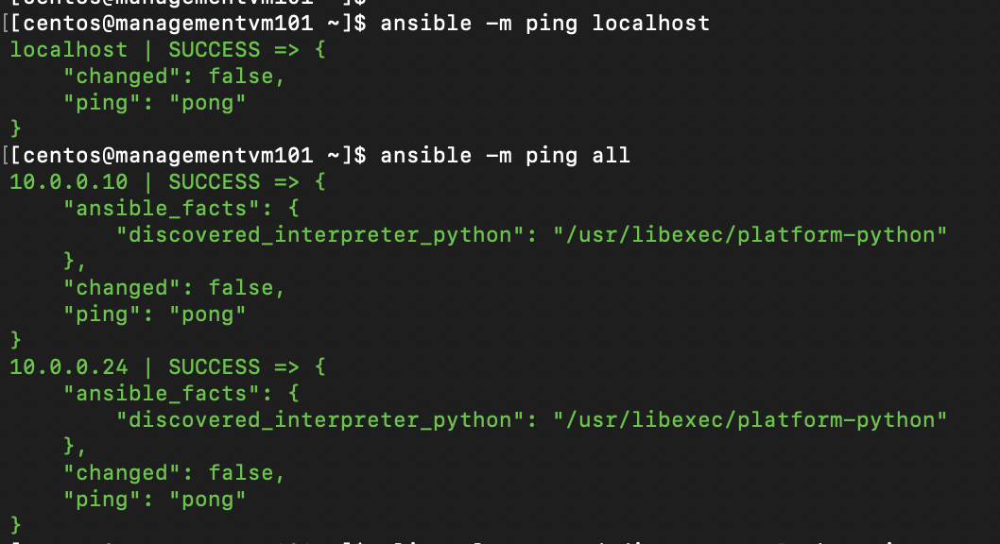 [[centos@managementvm101 ~]$ ansible -m ping localhost
localhost | SUCCESS => {
    "changed": false,
    "ping": "pong"
}
[[centos@managementvm101 ~]$ ansible -m ping all
10.0.0.10 | SUCCESS => {
    "ansible_facts": {
        "discovered_interpreter_python": "/usr/libexec/platform-python"
    },
    "changed": false,
    "ping": "pong"
}
10.0.0.24 | SUCCESS => {
    "ansible_facts": {
        "discovered_interpreter_python": "/usr/libexec/platform-python"
    },
    "changed": false,
    "ping": "pong"
}